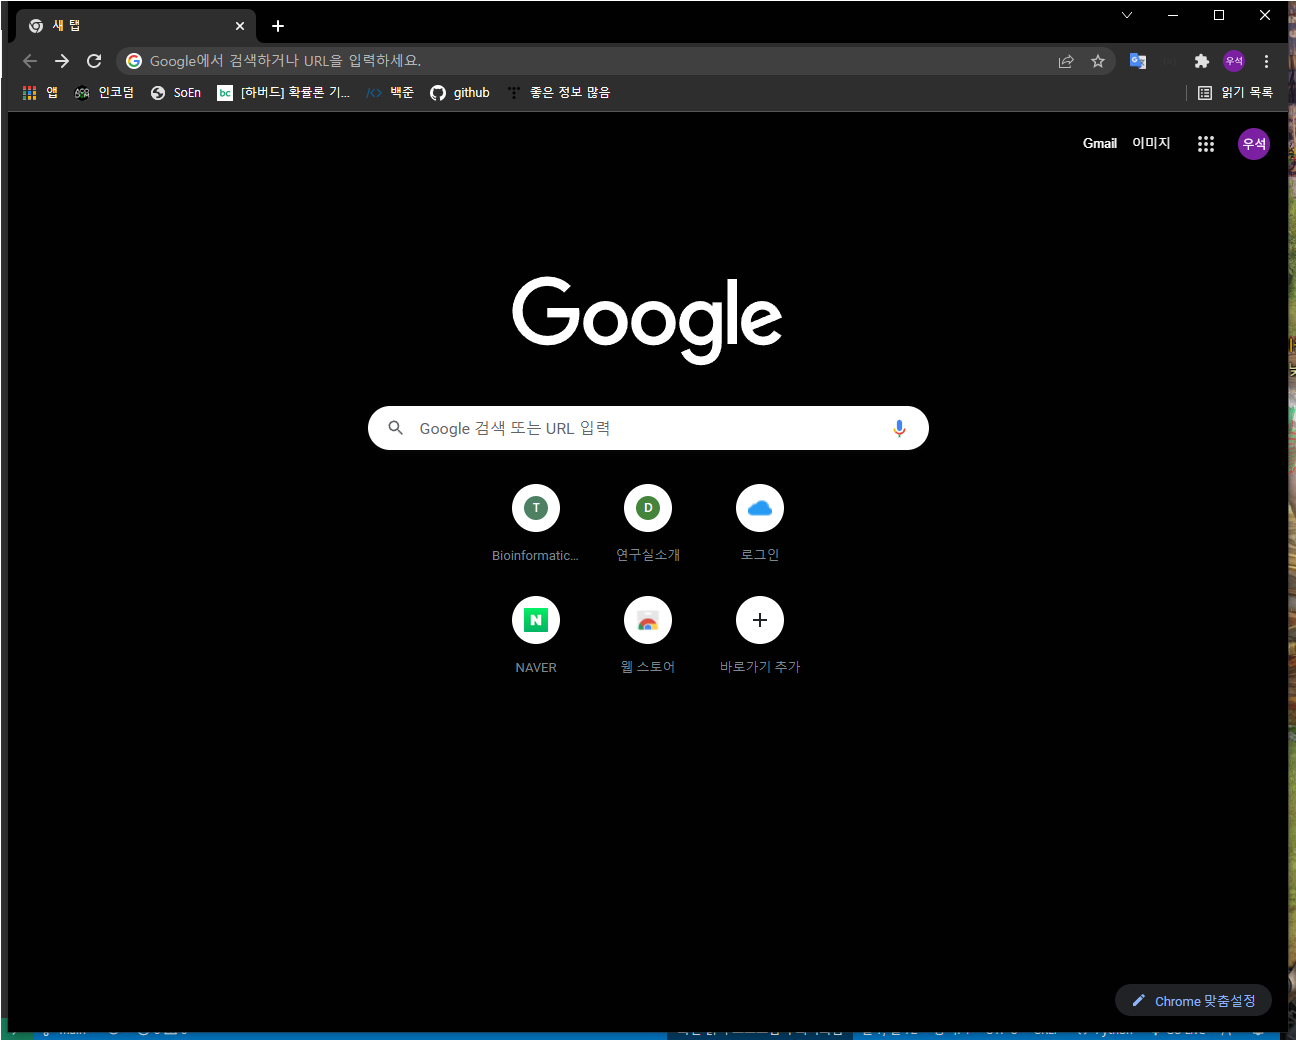 새 탭
Google에서 검색하거나 URL을 입력하세요.
우석
앱 인코덤 SoEn bc [하버드] 확률론 기... 백준 github 좋은 정보 많음 읽기 목록
Gmail 이미지 우석
Google
Google 검색 또는 URL 입력
T D
Bioinformatic... 연구실소개 로그인
N
NAVER 웹 스토어 바로가기 추가
Chrome 맞춤설정